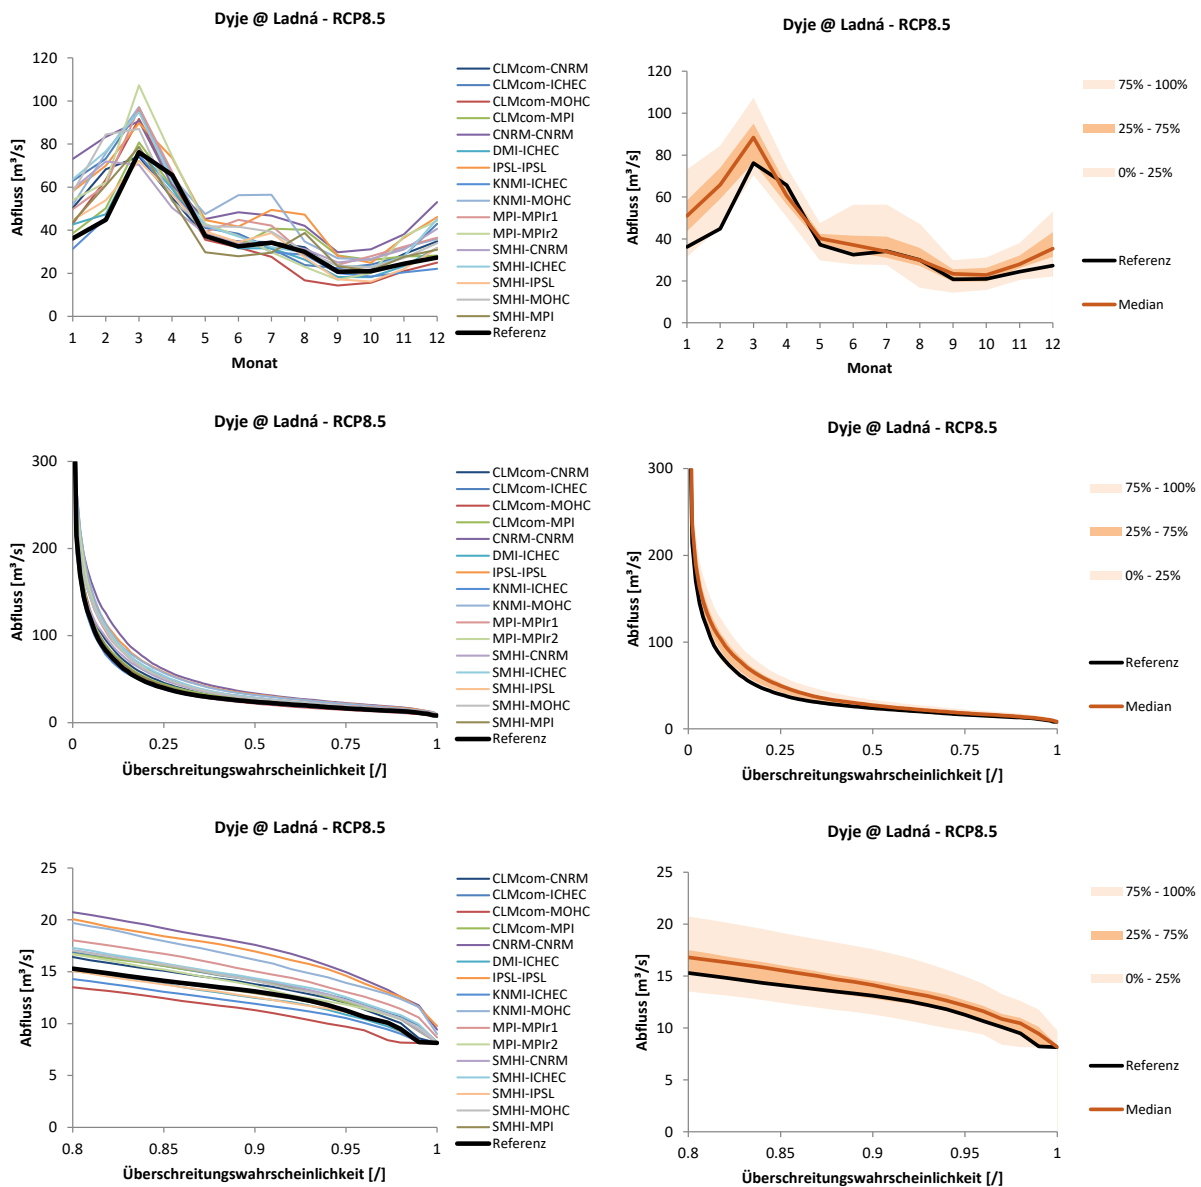 Dyje @ Ladná - RCP8.5
120
100
80
60
40
20
0
Abfluss [m³/s]
1 2 3 4 5 6 7 8 9 10 11 12
Monat
CLMcom-CNRM
CLMcom-ICHEC
CLMcom-MOHC
CLMcom-MPI
CNRM-CNRM
DMI-ICHEC
IPSL-IPSL
KNMI-ICHEC
KNMI-MOHC
MPI-MPIr1
MPI-MPIr2
SMHI-CNRM
SMHI-ICHEC
SMHI-IPSL
SMHI-MOHC
SMHI-MPI
Referenz
Dyje @ Ladná - RCP8.5
120
100
80
60
40
20
0
Abfluss [m³/s]
1 2 3 4 5 6 7 8 9 10 11 12
Monat
75% - 100%
25% - 75%
0% - 25%
Referenz
Median
Dyje @ Ladná - RCP8.5
300
200
100
0
Abfluss [m³/s]
0 0.25 0.5 0.75 1
Überschreitungswahrscheinlichkeit [/]
CLMcom-CNRM
CLMcom-ICHEC
CLMcom-MOHC
CLMcom-MPI
CNRM-CNRM
DMI-ICHEC
IPSL-IPSL
KNMI-ICHEC
KNMI-MOHC
MPI-MPIr1
MPI-MPIr2
SMHI-CNRM
SMHI-ICHEC
SMHI-IPSL
SMHI-MOHC
SMHI-MPI
Referenz
Dyje @ Ladná - RCP8.5
300
200
100
0
Abfluss [m³/s]
0 0.25 0.5 0.75 1
Überschreitungswahrscheinlichkeit [/]
75% - 100%
25% - 75%
0% - 25%
Referenz
Median
Dyje @ Ladná - RCP8.5
25
20
15
10
5
0
Abfluss [m³/s]
0.8 0.85 0.9 0.95 1
Überschreitungswahrscheinlichkeit [/]
CLMcom-CNRM
CLMcom-ICHEC
CLMcom-MOHC
CLMcom-MPI
CNRM-CNRM
DMI-ICHEC
IPSL-IPSL
KNMI-ICHEC
KNMI-MOHC
MPI-MPIr1
MPI-MPIr2
SMHI-CNRM
SMHI-ICHEC
SMHI-IPSL
SMHI-MOHC
SMHI-MPI
Referenz
Dyje @ Ladná - RCP8.5
25
20
15
10
5
0
Abfluss [m³/s]
0.8 0.85 0.9 0.95 1
Überschreitungswahrscheinlichkeit [/]
75% - 100%
25% - 75%
0% - 25%
Referenz
Median